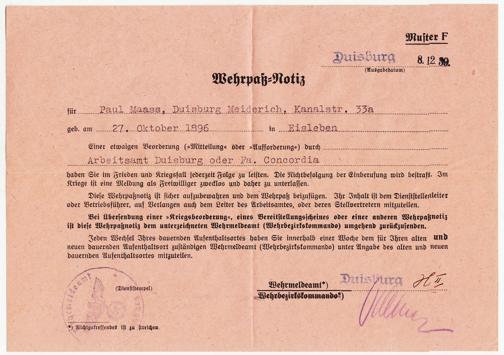 Muster F
Duisburg 8.12 39.
(Ausgabedatum)
Wehrpaß-Notiz
für Paul Maass, Duisburg Meiderich, Kanalstr. 33a
geb. am 27. Oktober 1896 in Eisleben
Einer etwaigen Beorderung (»Mitteilung« oder »Aufforderung«) durch
Arbeitsamt Duisburg oder Fa. Concordia
haben Sie im Frieden und Kriegsfall jederzeit Folge zu leisten. Die Nichtbefolgung der Einberufung wird bestraft. Im
Krieg ist eine Meldung als Freiwilliger zwecklos und daher zu unterlassen.
Diese Wehrpaß-Notiz ist sicher aufzubewahren und dem Wehrpaß beizufügen. Ihr Inhalt ist dem Dienststellenleiter
oder Betriebsführer, auf Verlangen auch dem Leiter des Arbeitsamtes, oder deren Stellvertretern mitzuteilen.
Bei Übersendung einer »Kriegsbeorderung«, eines Bereitstellungsscheines oder einer anderen Wehrpaßnotiz
ist diese Wehrpaß-Notiz dem unterzeichneten Wehrmeldeamt (Wehrbezirkskommando) umgehend zurückzusenden.
Jeden Wechsel Ihres dauernden Aufenthaltsortes haben Sie innerhalb einer Woche dem für Ihren alten und
neuen dauernden Aufenthaltsort zuständigen Wehrmeldeamt (Wehrbezirkskommando) unter Angabe des alten und
neuen dauernden Aufenthaltsortes mitzuteilen.
(Dienststempel)
Wehrmeldeamt*) Duisburg
Wehrbezirkskommando*)
*) Nichtzutreffendes ist zu streichen.